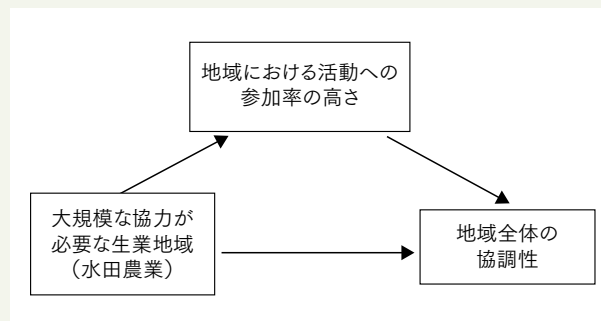 地域における活動への
参加率の高さ
大規模な協力が
必要な生業地域
（水田農業）
地域全体の
協調性